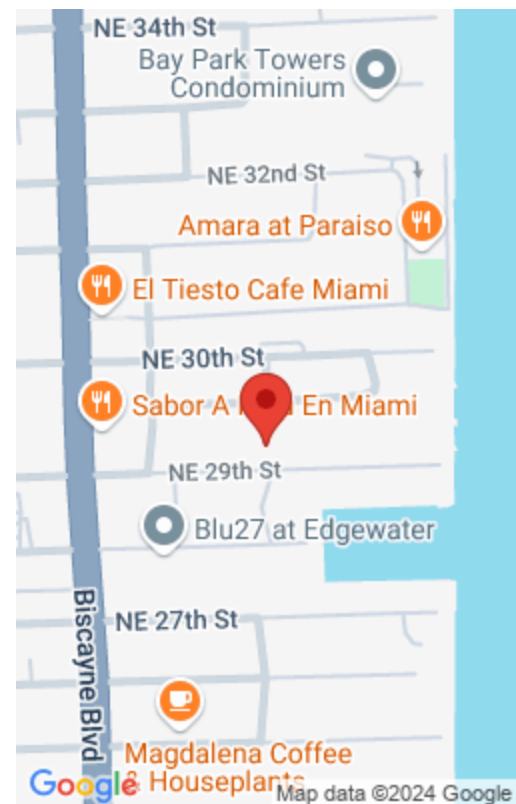 NE 34th St
Bay Park Towers
Condominium
NE 32nd St
Amara at Paraiso
El Tiesto Cafe Miami
NE 30th St
Sabor A En Miami
NE 29th St
Blu27 at Edgewater
Biscayne Blvd
NE 27th St
Magdalena Coffee
& Houseplants
Google
Map data ©2024 Google